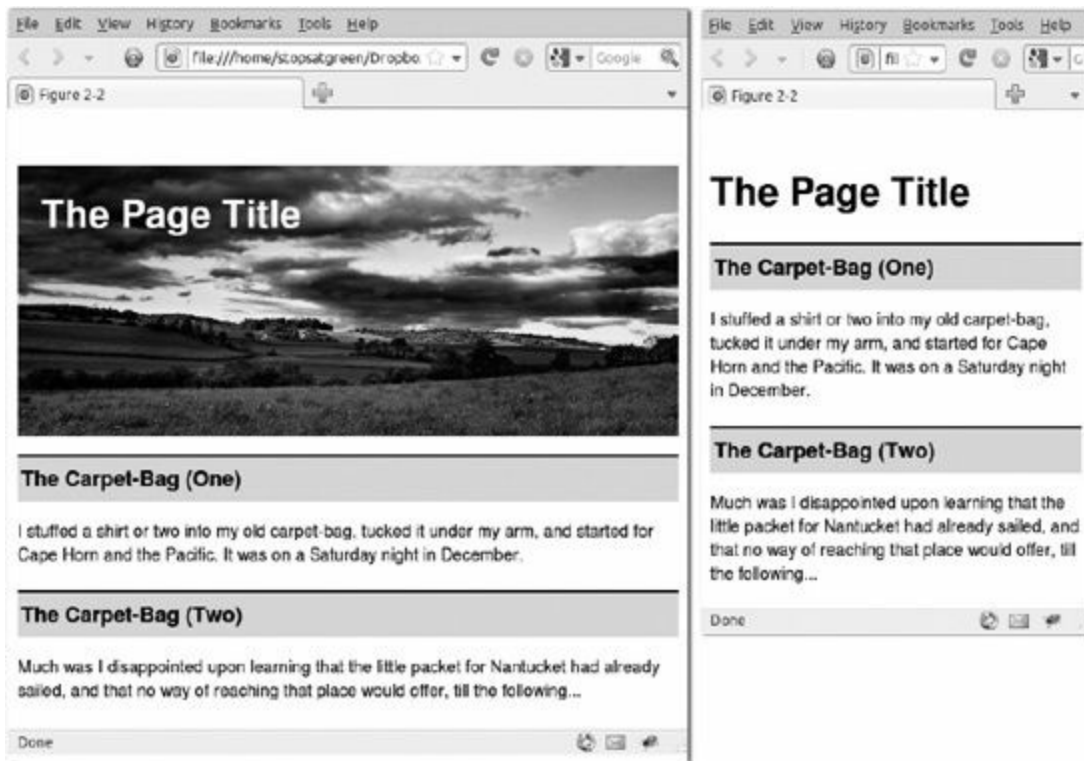 File Edit View History Bookmarks Tools Help
file:///home/stopsatgreen/Dropbo
Google
Figure 2-2
The Page Title
The Carpet-Bag (One)
I stuffed a shirt or two into my old carpet-bag, tucked it under my arm, and started for
Cape Horn and the Pacific. It was on a Saturday night in December.
The Carpet-Bag (Two)
Much was I disappointed upon learning that the little packet for Nantucket had already
sailed, and that no way of reaching that place would offer, till the following...
Done
File Edit View History Bookmarks Tools Help
fil
G
Figure 2-2
The Page Title
The Carpet-Bag (One)
I stuffed a shirt or two into my old carpet-bag,
tucked it under my arm, and started for Cape
Horn and the Pacific. It was on a Saturday night
in December.
The Carpet-Bag (Two)
Much was I disappointed upon learning that the
little packet for Nantucket had already sailed, and
that no way of reaching that place would offer, till
the following...
Done